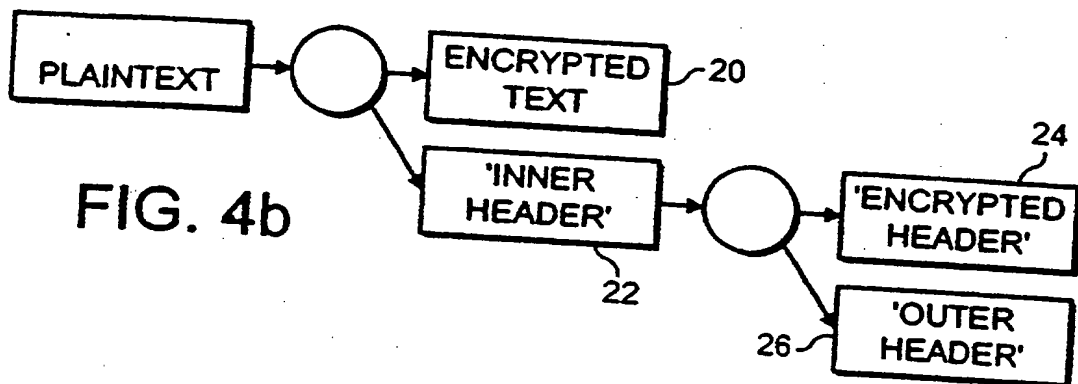 PLAINTEXT
ENCRYPTED
TEXT
20
'INNER
HEADER'
22
'ENCRYPTED
HEADER'
24
'OUTER
HEADER'
26
FIG. 4b